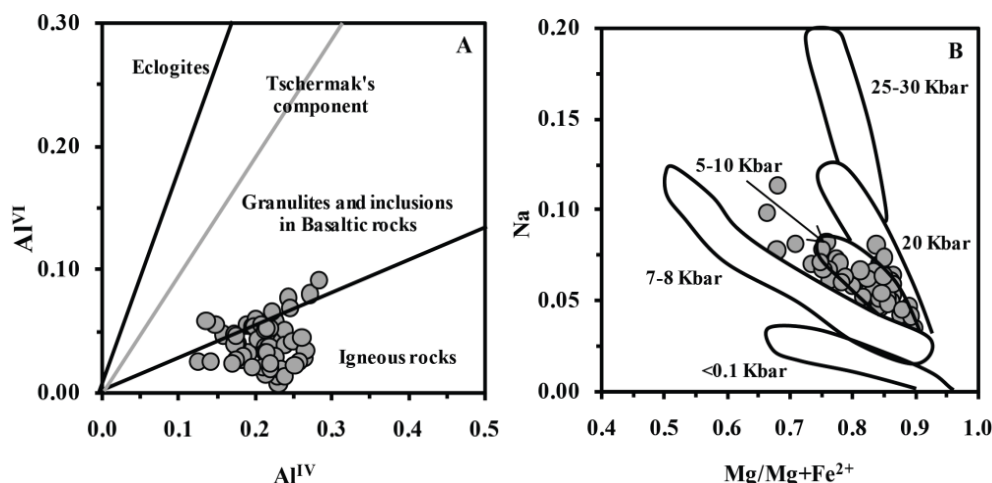 0.30
A
Eclogites
Tschermak's
component
0.20
Al^VI
Granulites and inclusions
in Basaltic rocks
0.10
Igneous rocks
0.00
0.0 0.1 0.2 0.3 0.4 0.5
Al^IV
0.20
B
25-30 Kbar
0.15
5-10 Kbar
Na
0.10
20 Kbar
7-8 Kbar
0.05
<0.1 Kbar
0.00
0.4 0.5 0.6 0.7 0.8 0.9 1.0
Mg/Mg+Fe²⁺